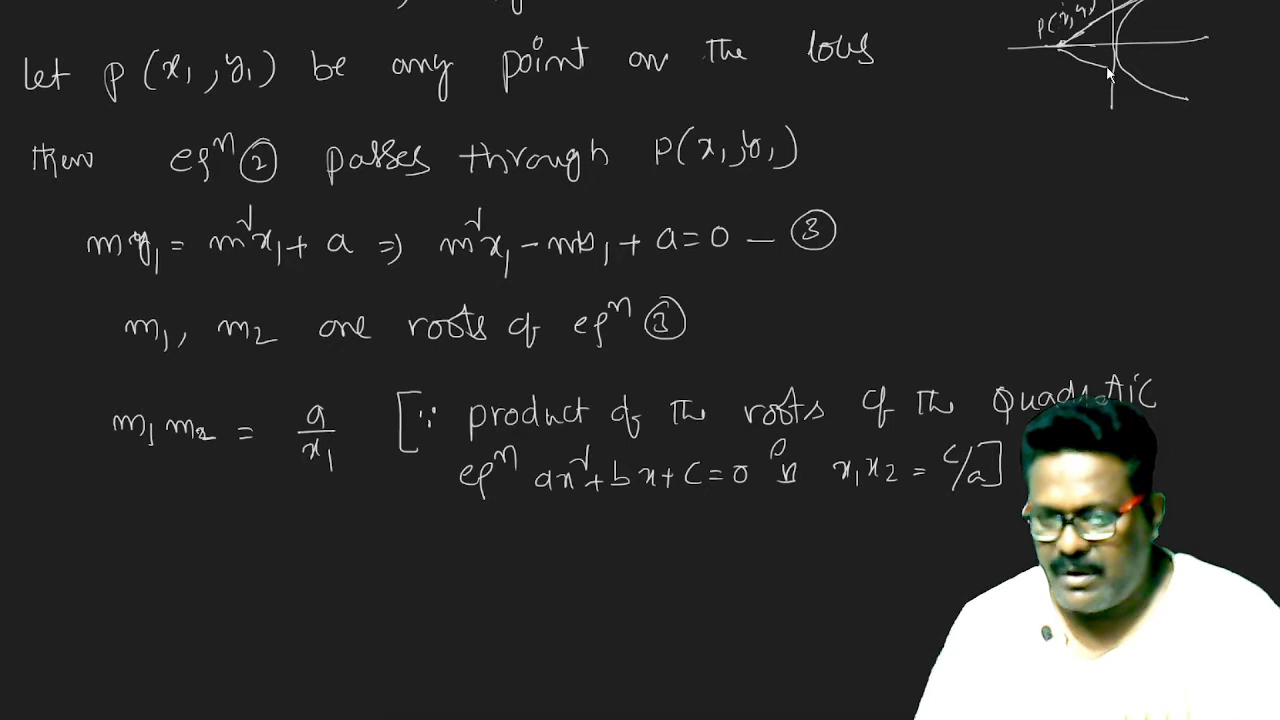 P(x₁,y₁)
let P(x₁,y₁) be any point on the lous
then eqⁿ ② passes through P(x₁,y₁)
my₁ = m²x₁ + a ⇒ m²x₁ - my₁ + a = 0 - ③
m₁, m₂ are roots of eqⁿ ③
m₁m₂ = a/x₁ [∵ product of the roots of the Quadratic
eqⁿ ax²+bx+c=0 is x₁x₂ = c/a]